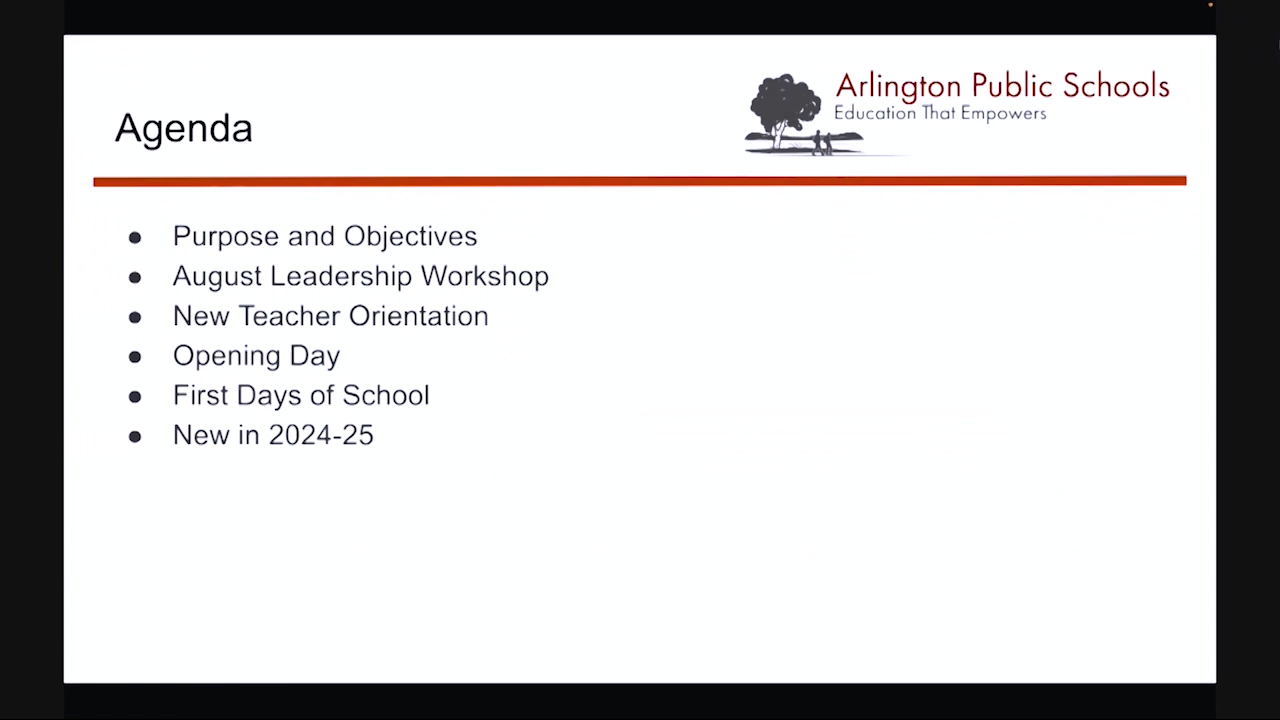 Arlington Public Schools
Education That Empowers
Agenda
● Purpose and Objectives
● August Leadership Workshop
● New Teacher Orientation
● Opening Day
● First Days of School
● New in 2024-25